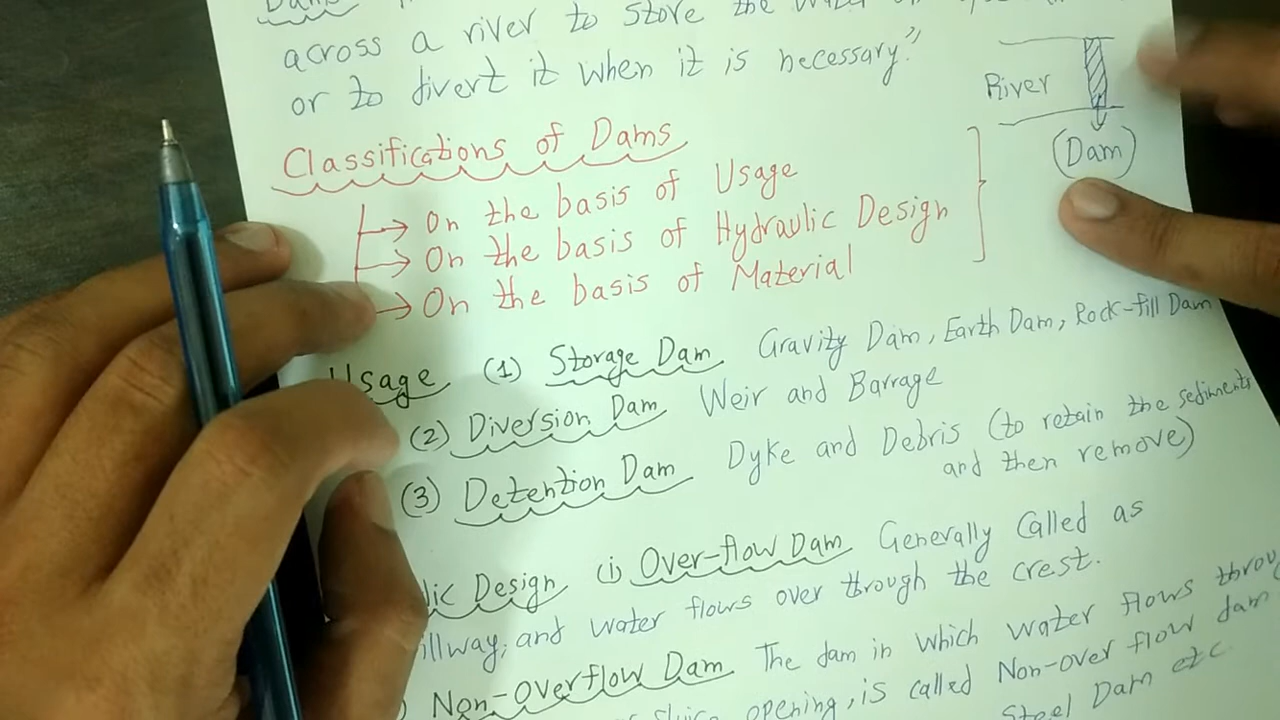 Dams
across a river to store the water
or to divert it when it is necessary."
River
(Dam)
Classifications of Dams
On the basis of Usage
On the basis of Hydraulic Design
On the basis of Material
Usage (1) Storage Dam Gravity Dam, Earth Dam, Rock-fill Dam
(2) Diversion Dam Weir and Barrage
(3) Detention Dam Dyke and Debris (to retain the sediments
and then remove)
lic Design (i) Over-flow Dam Generally Called as
illway, and water flows over through the crest.
Non-Overflow Dam The dam in which water flows throu
opening, is called Non-over flow dam
Steel Dam etc